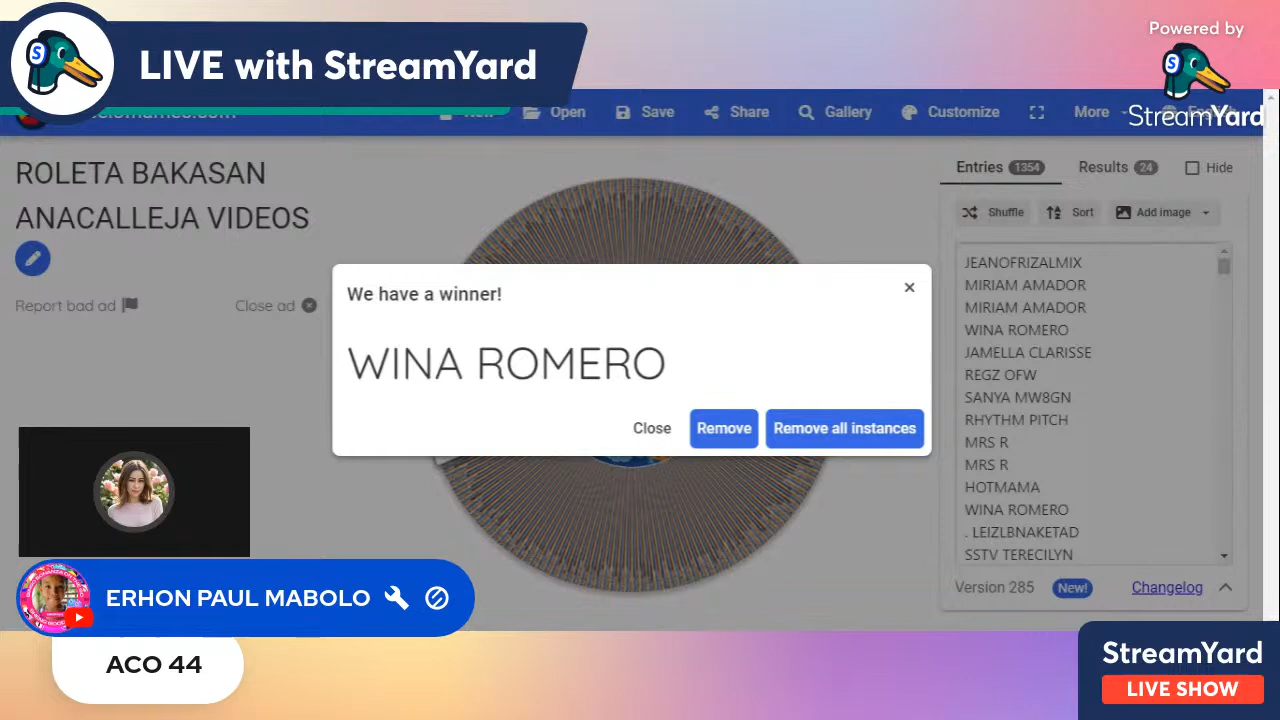 LIVE with StreamYard
Powered by
StreamYard
Open
Save
Share
Gallery
Customize
More
ROLETA BAKASAN
ANACALLEJA VIDEOS
Report bad ad
Close ad
Entries 1354
Results 24
Hide
Shuffle
Sort
Add image
JEANOFRIZALMIX
MIRIAM AMADOR
MIRIAM AMADOR
WINA ROMERO
JAMELLA CLARISSE
REGZ OFW
SANYA MW8GN
RHYTHM PITCH
MRS R
MRS R
HOTMAMA
WINA ROMERO
. LEIZLBNAKETAD
SSTV TERECILYN
Version 285
New!
Changelog
We have a winner!
WINA ROMERO
Close
Remove
Remove all instances
ERHON PAUL MABOLO
ACO 44
StreamYard
LIVE SHOW